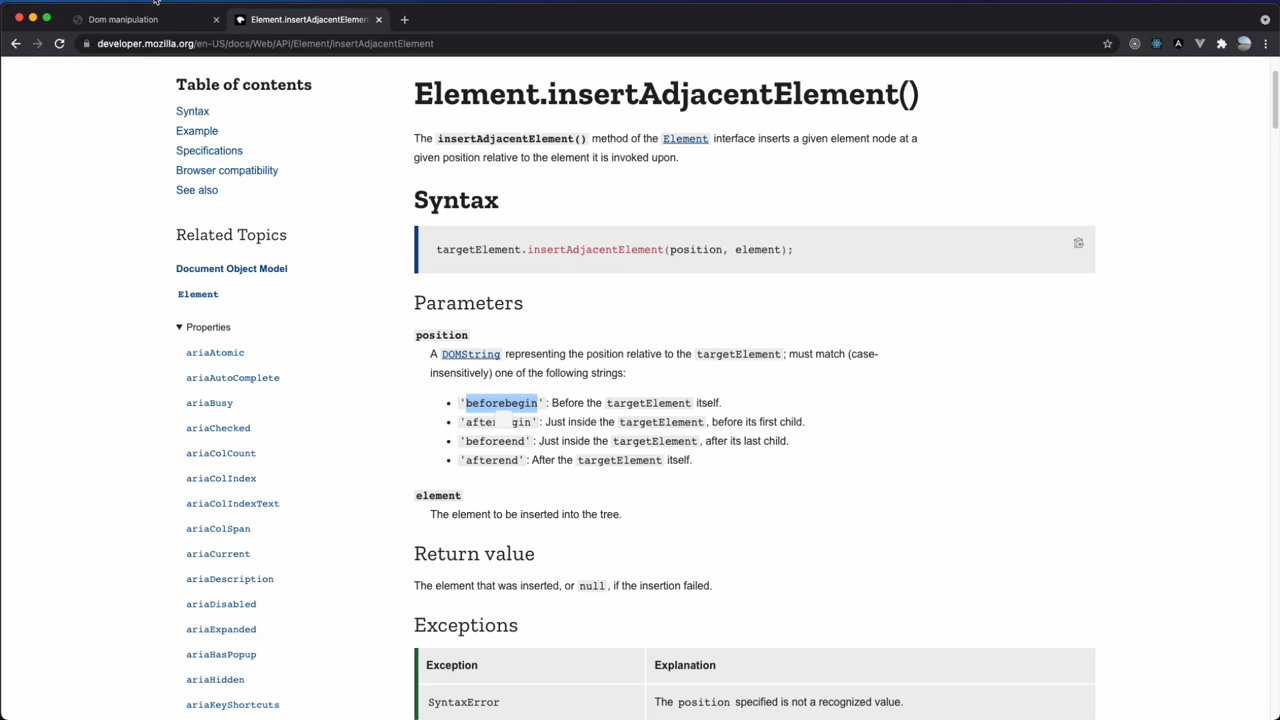 Dom manipulation
Element.insertAdjacentElemen
developer.mozilla.org/en-US/docs/Web/API/Element/insertAdjacentElement
Table of contents
Syntax
Example
Specifications
Browser compatibility
See also
Related Topics
Document Object Model
Element
Properties
ariaAtomic
ariaAutoComplete
ariaBusy
ariaChecked
ariaColCount
ariaColIndex
ariaColIndexText
ariaColSpan
ariaCurrent
ariaDescription
ariaDisabled
ariaExpanded
ariaHasPopup
ariaHidden
ariaKeyShortcuts
Element.insertAdjacentElement()
The insertAdjacentElement() method of the Element interface inserts a given element node at a
given position relative to the element it is invoked upon.
Syntax
targetElement.insertAdjacentElement(position, element);
Parameters
position
A DOMString representing the position relative to the targetElement; must match (case-
insensitively) one of the following strings:
• 'beforebegin': Before the targetElement itself.
• : Just inside the targetElement, before its first child.
• 'beforeend': Just inside the targetElement, after its last child.
• 'afterend': After the targetElement itself.
element
The element to be inserted into the tree.
Return value
The element that was inserted, or null, if the insertion failed.
Exceptions
Exception Explanation
SyntaxError The position specified is not a recognized value.